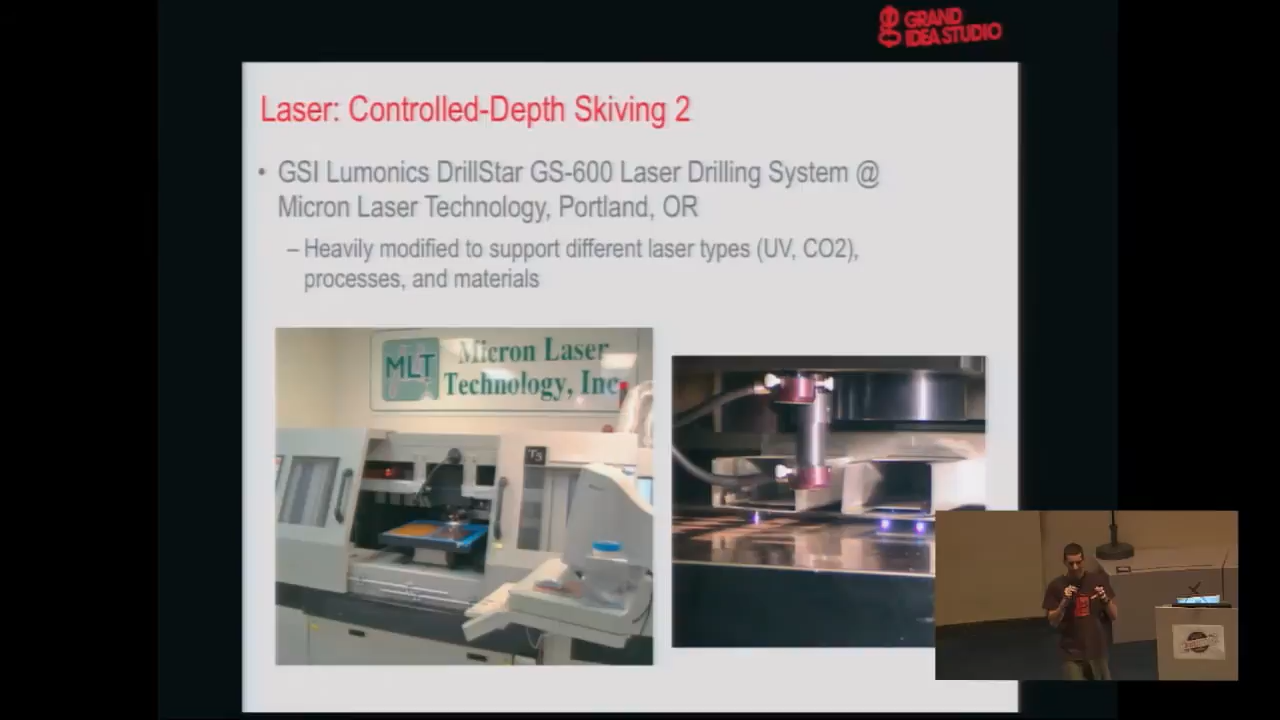 GRAND
IDEA STUDIO
Laser: Controlled-Depth Skiving 2
• GSI Lumonics DrillStar GS-600 Laser Drilling System @
Micron Laser Technology, Portland, OR
– Heavily modified to support different laser types (UV, CO2),
processes, and materials
MLT
Micron Laser
Technology, Inc
T5